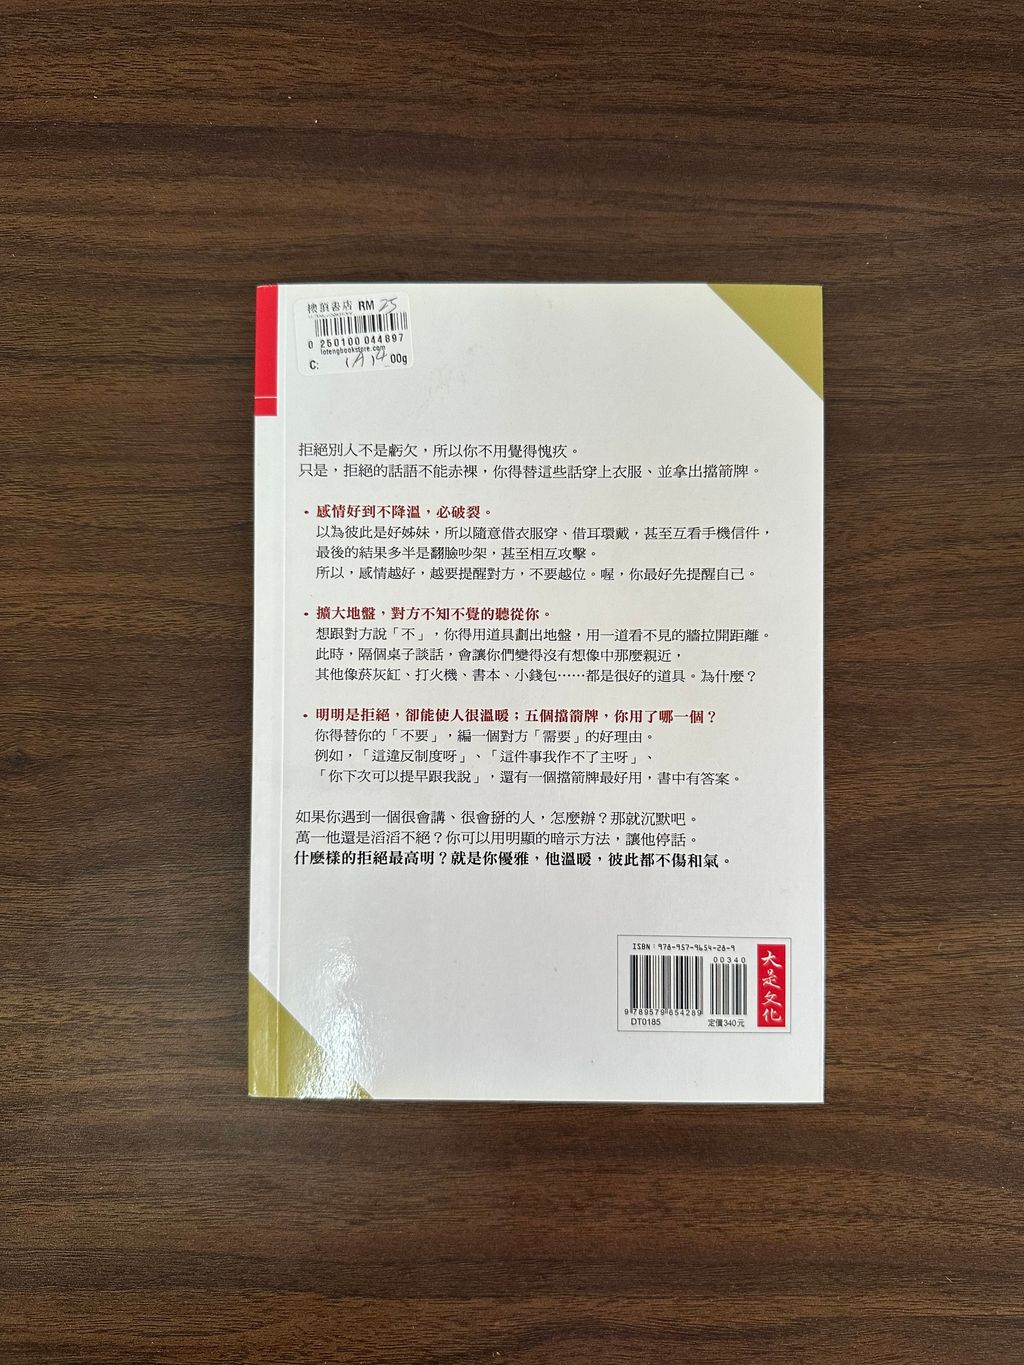 樓頂書店 RM 25
0 250100 044897
lotengbookstore.com
C: 00g
拒絕別人不是虧欠，所以你不用覺得愧疚。
只是，拒絕的話語不能赤裸，你得替這些話穿上衣服、並拿出擋箭牌。
• 感情好到不降溫，必破裂。
以為彼此是好姊妹，所以隨意借衣服穿、借耳環戴，甚至互看手機信件，
最後的結果多半是翻臉吵架，甚至相互攻擊。
所以，感情越好，越要提醒對方，不要越位。喔，你最好先提醒自己。
• 擴大地盤，對方不知不覺的聽從你。
想跟對方說「不」，你得用道具劃出地盤，用一道看不見的牆拉開距離。
此時，隔個桌子談話，會讓你們變得沒有想像中那麼親近，
其他像菸灰缸、打火機、書本、小錢包……都是很好的道具。為什麼？
• 明明是拒絕，卻能使人很溫暖；五個擋箭牌，你用了哪一個？
你得替你的「不要」，編一個對方「需要」的好理由。
例如，「這違反制度呀」、「這件事我作不了主呀」、
「你下次可以提早跟我說」，還有一個擋箭牌最好用，書中有答案。
如果你遇到一個很會講、很會掰的人，怎麼辦？那就沉默吧。
萬一他還是滔滔不絕？你可以用明顯的暗示方法，讓他停話。
什麼樣的拒絕最高明？就是你優雅，他溫暖，彼此都不傷和氣。
ISBN：978-957-9654-28-9
00340
9 789579 654289
DT0185 定價340元
大是文化